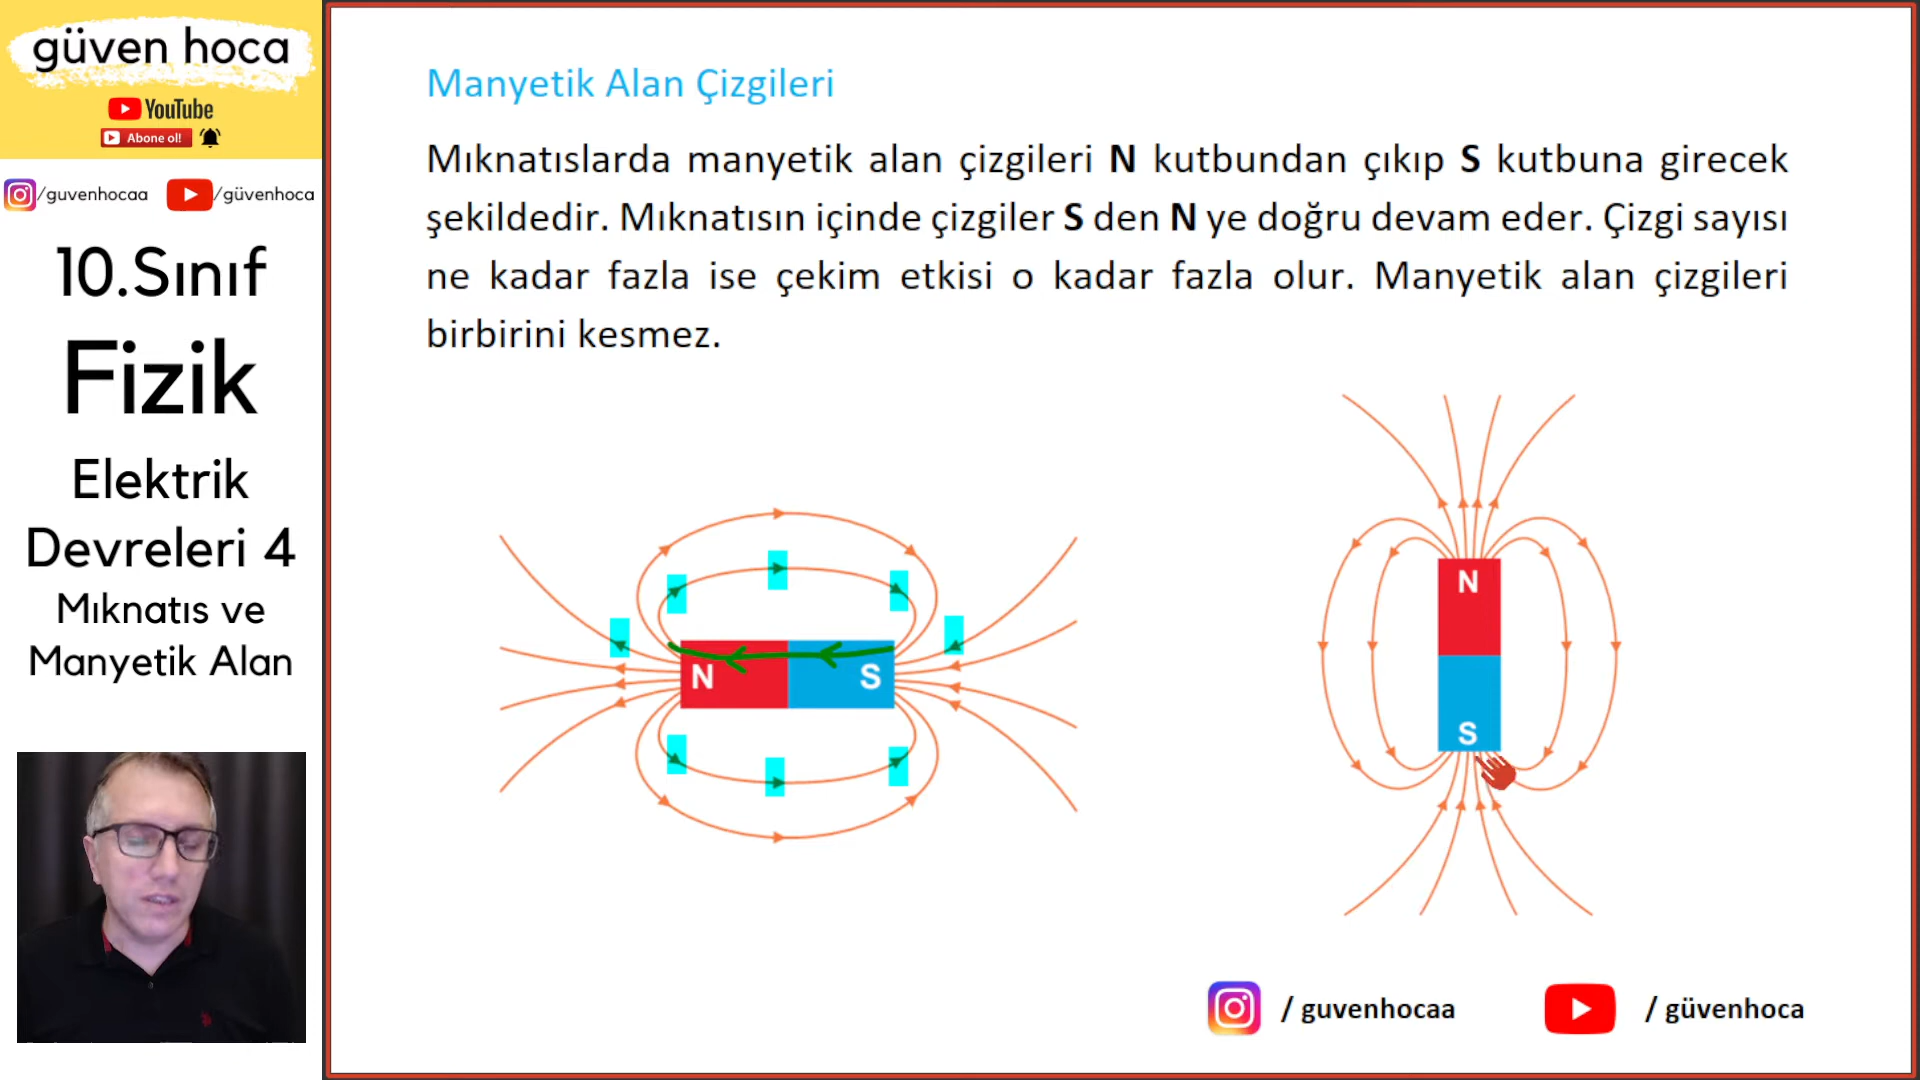 güven hoca
YouTube
Abone ol!
/guvenhocaa
/güvenhoca
10.Sınıf
Fizik
Elektrik
Devreleri 4
Mıknatıs ve
Manyetik Alan
Manyetik Alan Çizgileri
Mıknatıslarda manyetik alan çizgileri N kutbundan çıkıp S kutbuna girecek
şekildedir. Mıknatısın içinde çizgiler S den N ye doğru devam eder. Çizgi sayısı
ne kadar fazla ise çekim etkisi o kadar fazla olur. Manyetik alan çizgileri
birbirini kesmez.
N S
N
S
/ guvenhocaa
/ güvenhoca